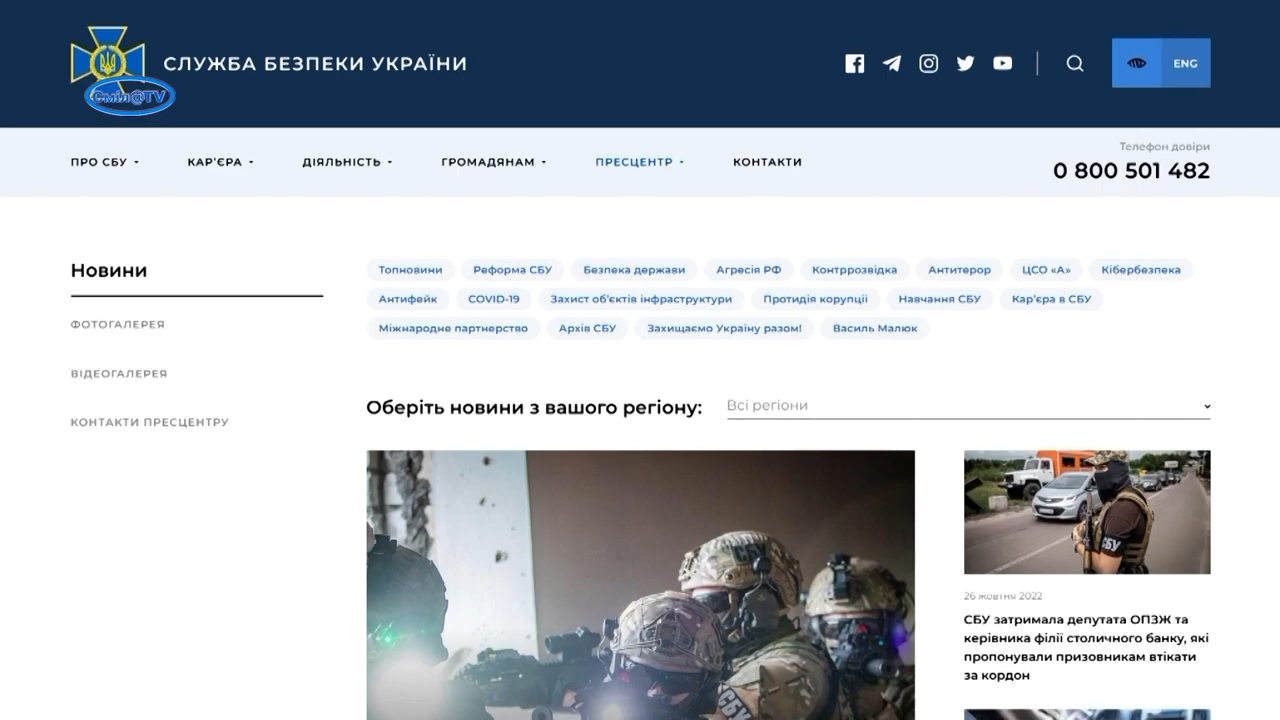 СЛУЖБА БЕЗПЕКИ УКРАЇНИ
Сміл@TV
ENG
ПРО СБУ
КАР'ЄРА
ДІЯЛЬНІСТЬ
ГРОМАДЯНАМ
ПРЕСЦЕНТР
КОНТАКТИ
Телефон довіри
0 800 501 482
Новини
ФОТОГАЛЕРЕЯ
ВІДЕОГАЛЕРЕЯ
КОНТАКТИ ПРЕСЦЕНТРУ
Топновини Реформа СБУ Безпека держави Агресія РФ Контррозвідка Антитерор ЦСО «А» Кібербезпека
Антифейк COVID-19 Захист об'єктів інфраструктури Протидія корупції Навчання СБУ Кар'єра в СБУ
Міжнародне партнерство Архів СБУ Захищаємо Україну разом! Василь Малюк
Оберіть новини з вашого регіону: Всі регіони
СБУ
СБУ
СБУ
26 жовтня 2022
СБУ затримала депутата ОПЗЖ та
керівника філії столичного банку, які
пропонували призовникам втікати
за кордон